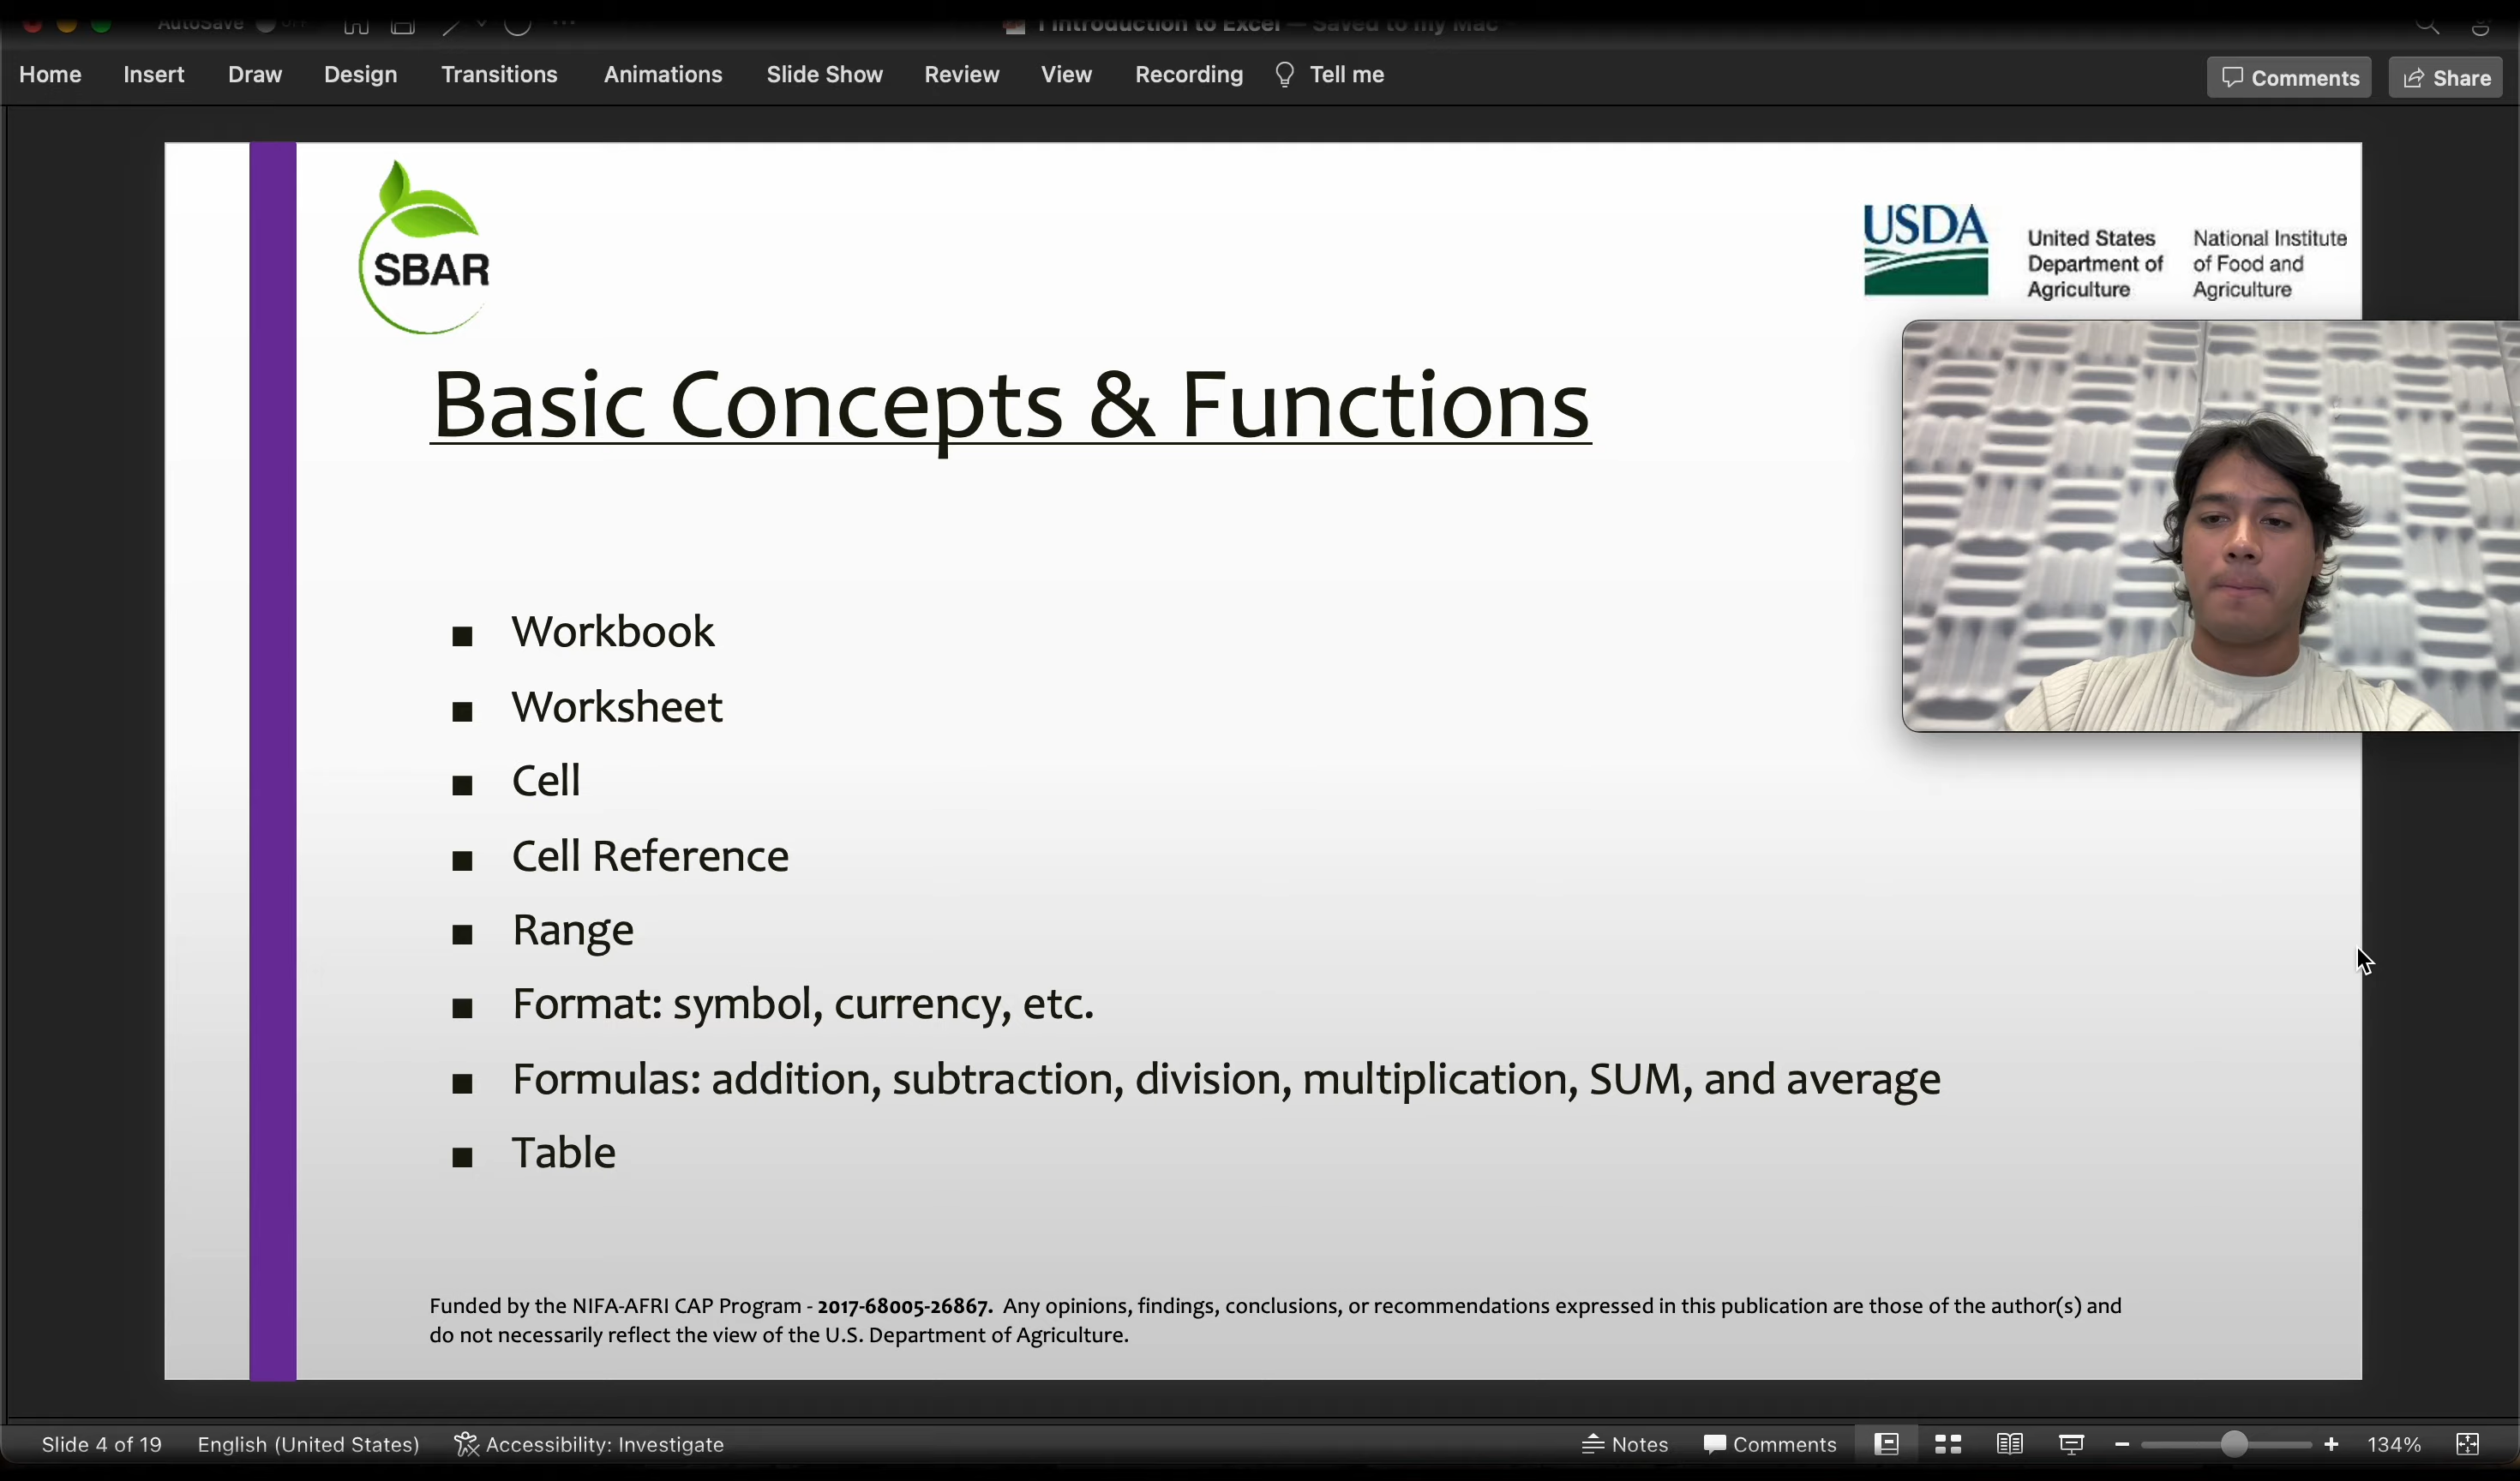 AutoSave OFF
1 Introduction to Excel — Saved to my Mac
Home Insert Draw Design Transitions Animations Slide Show Review View Recording Tell me Comments Share
SBAR
USDA
United States Department of Agriculture
National Institute of Food and Agriculture
Basic Concepts & Functions
■ Workbook
■ Worksheet
■ Cell
■ Cell Reference
■ Range
■ Format: symbol, currency, etc.
■ Formulas: addition, subtraction, division, multiplication, SUM, and average
■ Table
Funded by the NIFA-AFRI CAP Program - 2017-68005-26867. Any opinions, findings, conclusions, or recommendations expressed in this publication are those of the author(s) and
do not necessarily reflect the view of the U.S. Department of Agriculture.
Slide 4 of 19 English (United States) Accessibility: Investigate Notes Comments 134%